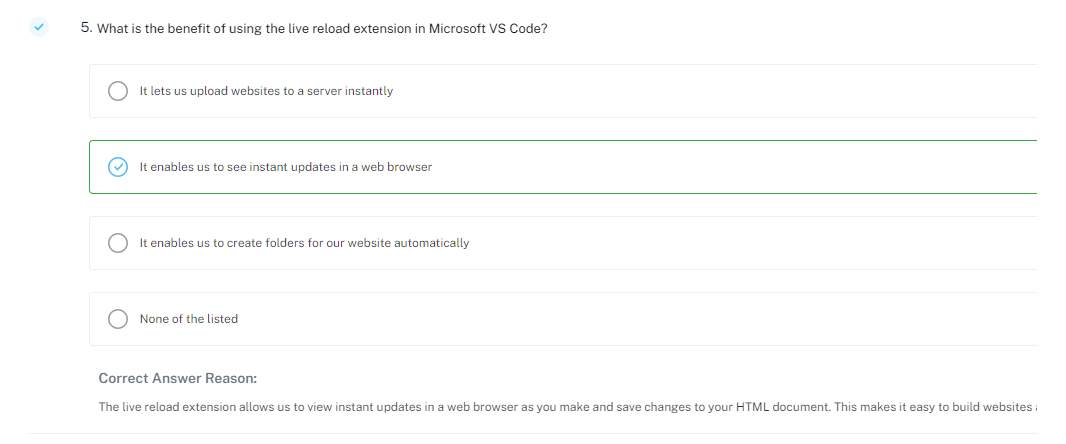 5. What is the benefit of using the live reload extension in Microsoft VS Code?
It lets us upload websites to a server instantly
It enables us to see instant updates in a web browser
It enables us to create folders for our website automatically
None of the listed
Correct Answer Reason:
The live reload extension allows us to view instant updates in a web browser as you make and save changes to your HTML document. This makes it easy to build websites